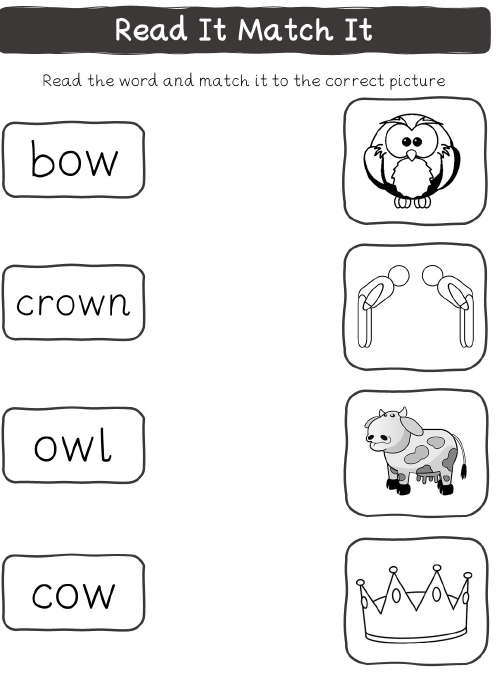 Read It Match It
Read the word and match it to the correct picture
bow
crown
owl
cow